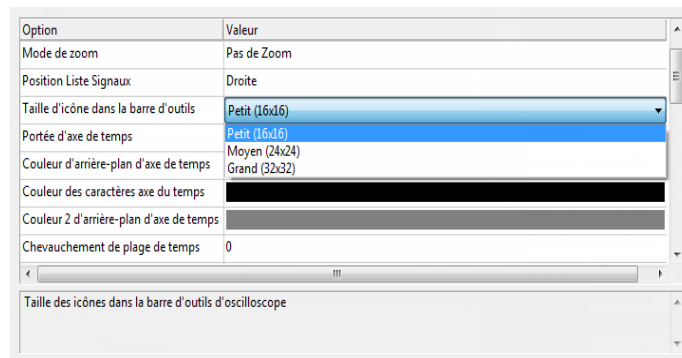 Option Valeur
Mode de zoom Pas de Zoom
Position Liste Signaux Droite
Taille d'icône dans la barre d'outils Petit (16x16)
Portée d'axe de temps Petit (16x16)
Moyen (24x24)
Couleur d'arrière-plan d'axe de temps Grand (32x32)
Couleur des caractères axe du temps
Couleur 2 d'arrière-plan d'axe de temps
Chevauchement de plage de temps 0
Taille des icônes dans la barre d'outils d'oscilloscope